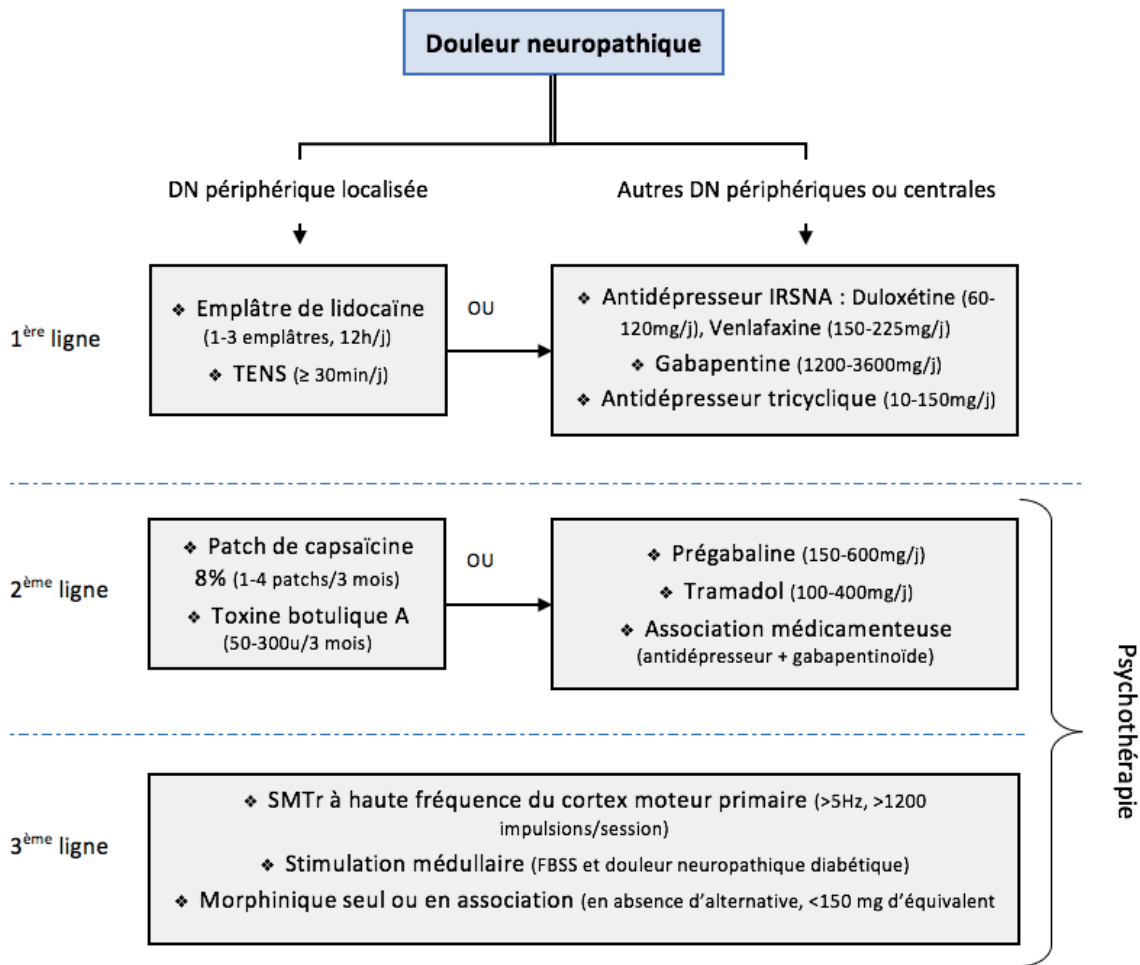 Douleur neuropathique
DN périphérique localisée
Autres DN périphériques ou centrales
1ère ligne
❖ Emplâtre de lidocaïne
(1-3 emplâtres, 12h/j)
❖ TENS (≥ 30min/j)
OU
❖ Antidépresseur IRSNA : Duloxétine (60-
120mg/j), Venlafaxine (150-225mg/j)
❖ Gabapentine (1200-3600mg/j)
❖ Antidépresseur tricyclique (10-150mg/j)
2ème ligne
❖ Patch de capsaïcine
8% (1-4 patchs/3 mois)
❖ Toxine botulique A
(50-300u/3 mois)
OU
❖ Prégabaline (150-600mg/j)
❖ Tramadol (100-400mg/j)
❖ Association médicamenteuse
(antidépresseur + gabapentinoïde)
3ème ligne
❖ SMTr à haute fréquence du cortex moteur primaire (>5Hz, >1200
impulsions/session)
❖ Stimulation médullaire (FBSS et douleur neuropathique diabétique)
❖ Morphinique seul ou en association (en absence d’alternative, <150 mg d’équivalent
Psychothérapie